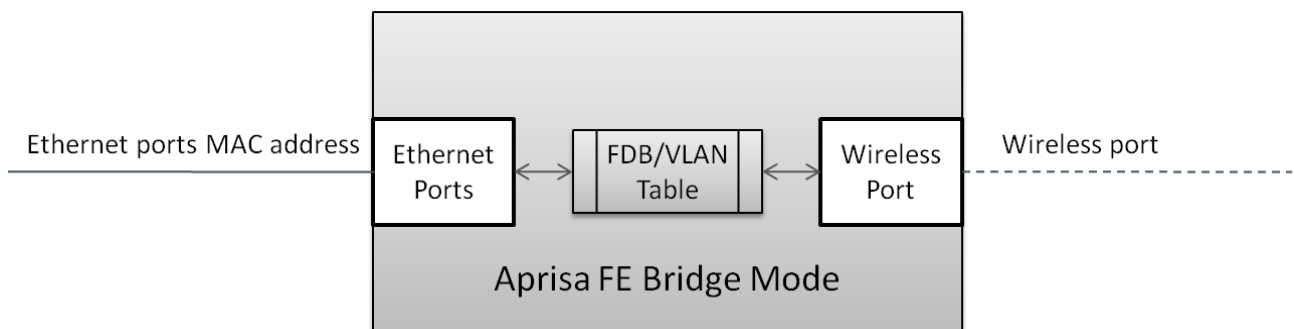 Ethernet ports MAC address
Ethernet
Ports
FDB/VLAN
Table
Wireless
Port
Wireless port
Aprisa FE Bridge Mode